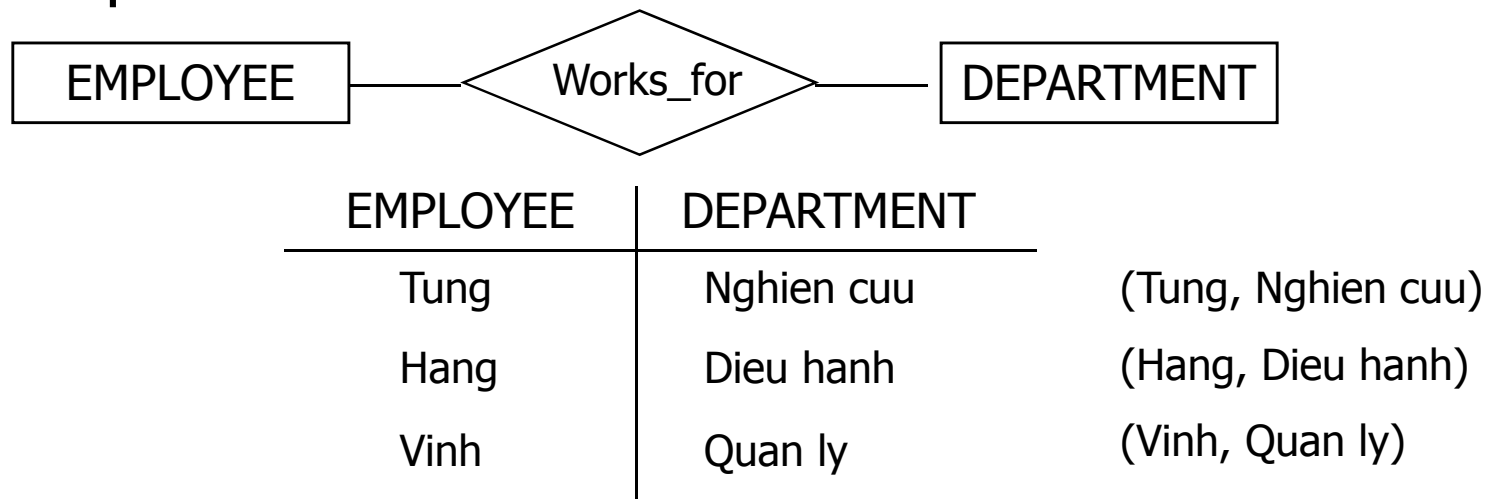 EMPLOYEE Works_for DEPARTMENT
EMPLOYEE DEPARTMENT
Tung Nghien cuu (Tung, Nghien cuu)
Hang Dieu hanh (Hang, Dieu hanh)
Vinh Quan ly (Vinh, Quan ly)